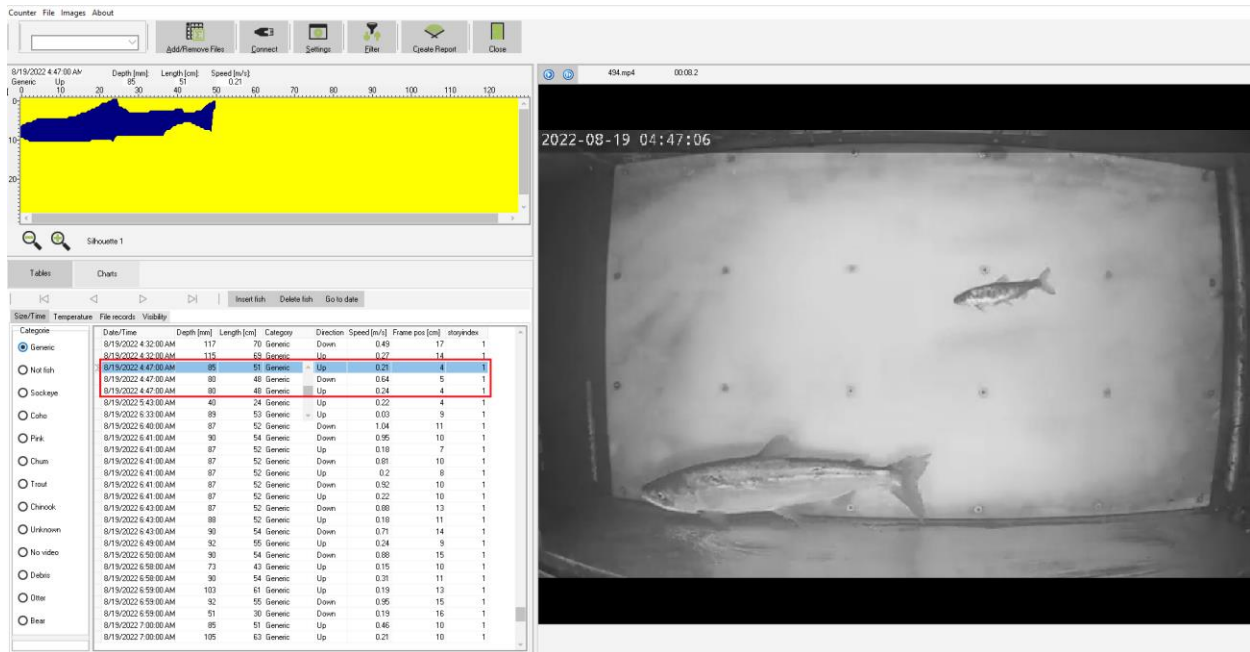 Counter File Images About
Add/Remove Files Connect Settings Filter Create Report Close
8/19/2022 4:47:00 AM Depth [mm]: Length [cm]: Speed [m/s]:
Generic Up 85 51 0.21
0 10 20 30 40 50 60 70 80 90 100 110 120
0
10
20
Silhouette 1
494.mp4 00:08.2
2022-08-19 04:47:06
Tables Charts
Insert fish Delete fish Go to date
Size/Time Temperature File records Visibility
Categorie
Generic
Not fish
Sockeye
Coho
Pink
Chum
Trout
Chinook
Unknown
No video
Debris
Otter
Bear
Date/Time Depth [mm] Length [cm] Category Direction Speed [m/s] Frame pos [cm] storyindex
8/19/2022 4:32:00 AM 117 70 Generic Down 0.49 17 1
8/19/2022 4:32:00 AM 115 69 Generic Up 0.27 14 1
8/19/2022 4:47:00 AM 85 51 Generic Up 0.21 4 1
8/19/2022 4:47:00 AM 80 48 Generic Down 0.64 5 1
8/19/2022 4:47:00 AM 80 48 Generic Up 0.24 4 1
8/19/2022 5:43:00 AM 40 24 Generic Up 0.22 4 1
8/19/2022 6:33:00 AM 89 53 Generic Up 0.03 9 1
8/19/2022 6:40:00 AM 87 52 Generic Down 1.04 11 1
8/19/2022 6:41:00 AM 90 54 Generic Down 0.95 10 1
8/19/2022 6:41:00 AM 87 52 Generic Up 0.18 7 1
8/19/2022 6:41:00 AM 87 52 Generic Down 0.81 10 1
8/19/2022 6:41:00 AM 87 52 Generic Up 0.2 8 1
8/19/2022 6:41:00 AM 87 52 Generic Down 0.92 10 1
8/19/2022 6:41:00 AM 87 52 Generic Up 0.22 10 1
8/19/2022 6:43:00 AM 87 52 Generic Down 0.88 13 1
8/19/2022 6:43:00 AM 88 52 Generic Up 0.18 11 1
8/19/2022 6:43:00 AM 90 54 Generic Down 0.71 14 1
8/19/2022 6:49:00 AM 92 55 Generic Up 0.24 9 1
8/19/2022 6:50:00 AM 90 54 Generic Down 0.88 15 1
8/19/2022 6:58:00 AM 73 43 Generic Up 0.15 10 1
8/19/2022 6:58:00 AM 90 54 Generic Up 0.31 11 1
8/19/2022 6:59:00 AM 103 61 Generic Up 0.19 13 1
8/19/2022 6:59:00 AM 92 55 Generic Down 0.95 15 1
8/19/2022 6:59:00 AM 51 30 Generic Down 0.19 16 1
8/19/2022 7:00:00 AM 85 51 Generic Up 0.46 10 1
8/19/2022 7:00:00 AM 105 63 Generic Up 0.21 10 1